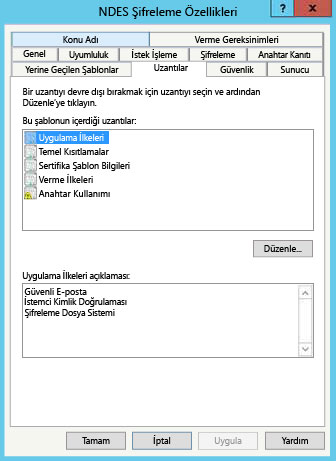 NDES Şifreleme Özellikleri
?
x
Konu Adı
Verme Gereksinimleri
Genel
Uyumluluk
İstek İşleme
Şifreleme
Anahtar Kanıtı
Yerine Geçilen Şablonlar
Uzantılar
Güvenlik
Sunucu
Bir uzantıyı devre dışı bırakmak için uzantıyı seçin ve ardından
Düzenle'ye tıklayın.
Bu şablonun içerdiği uzantılar:
Uygulama İlkeleri
Temel Kısıtlamalar
Sertifika Şablon Bilgileri
Verme İlkeleri
Anahtar Kullanımı
Düzenle...
Uygulama İlkeleri açıklaması:
Güvenli E-posta
İstemci Kimlik Doğrulaması
Şifreleme Dosya Sistemi
Tamam
İptal
Uygula
Yardım